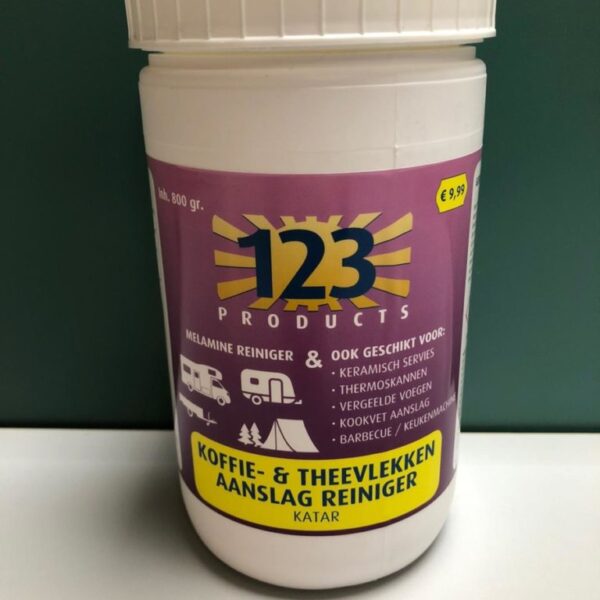 Inh. 800 gr.
€ 9,99
123
PRODUCTS
MELAMINE REINIGER & OOK GESCHIKT VOOR:
· KERAMISCH SERVIES
· THERMOSKANNEN
· VERGEELDE VOEGEN
· KOOKVET AANSLAG
· BARBECUE / KEUKENMACHINE
KOFFIE- & THEEVLEKKEN
AANSLAG REINIGER
KATAR